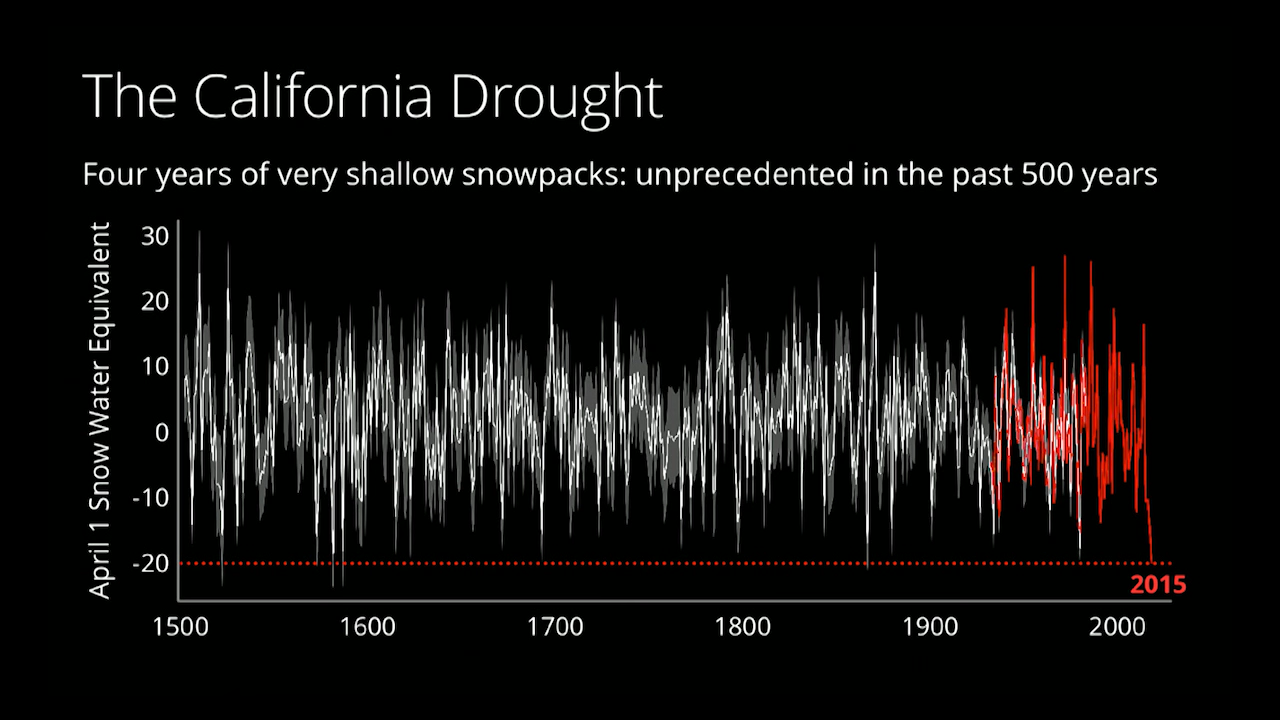 The California Drought
Four years of very shallow snowpacks: unprecedented in the past 500 years
April 1 Snow Water Equivalent
30
20
10
0
-10
-20
2015
1500 1600 1700 1800 1900 2000